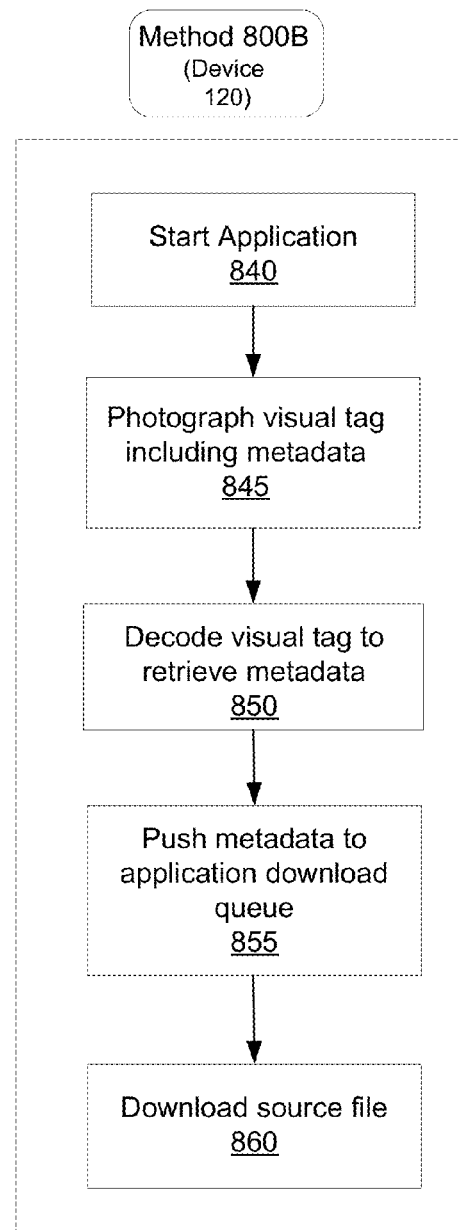 Method 800B
(Device
120)
Start Application
840
Photograph visual tag
including metadata
845
Decode visual tag to
retrieve metadata
850
Push metadata to
application download
queue
855
Download source file
860